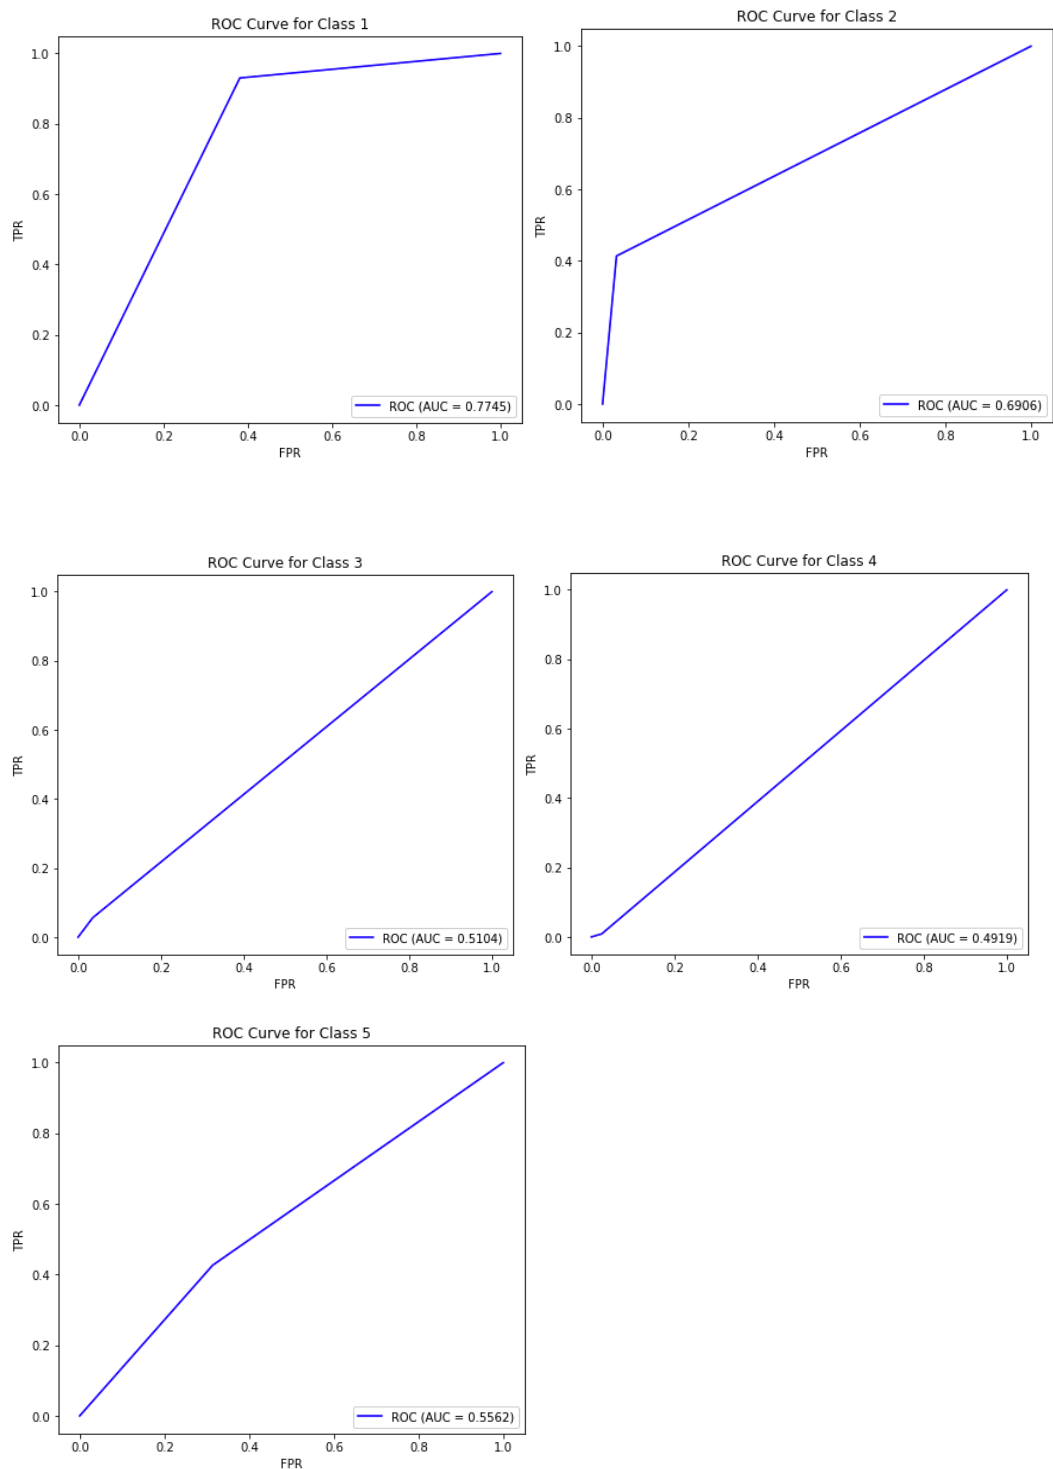 ROC Curve for Class 1
1.0
0.8
0.6
0.4
0.2
0.0
TPR
ROC (AUC = 0.7745)
0.0 0.2 0.4 0.6 0.8 1.0
FPR
ROC Curve for Class 2
1.0
0.8
0.6
0.4
0.2
0.0
TPR
ROC (AUC = 0.6906)
0.0 0.2 0.4 0.6 0.8 1.0
FPR
ROC Curve for Class 3
1.0
0.8
0.6
0.4
0.2
0.0
TPR
ROC (AUC = 0.5104)
0.0 0.2 0.4 0.6 0.8 1.0
FPR
ROC Curve for Class 4
1.0
0.8
0.6
0.4
0.2
0.0
TPR
ROC (AUC = 0.4919)
0.0 0.2 0.4 0.6 0.8 1.0
FPR
ROC Curve for Class 5
1.0
0.8
0.6
0.4
0.2
0.0
TPR
ROC (AUC = 0.5562)
0.0 0.2 0.4 0.6 0.8 1.0
FPR